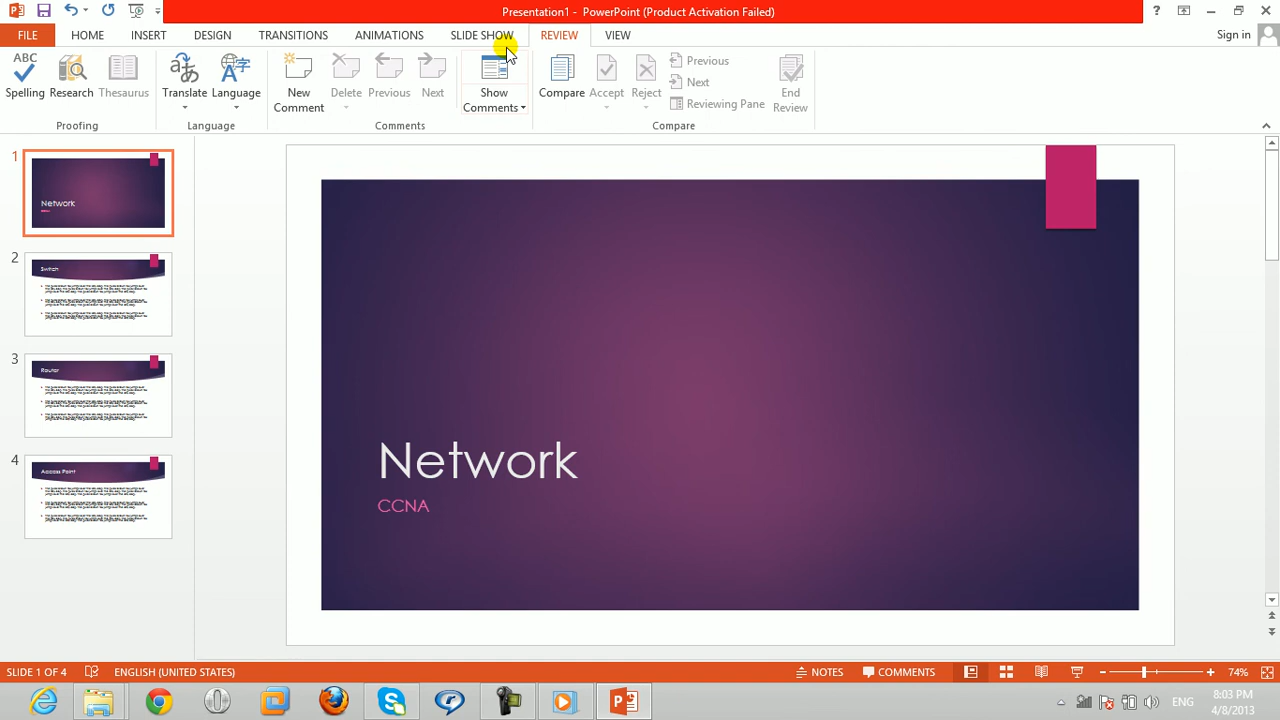 Presentation1 - PowerPoint (Product Activation Failed)
FILE HOME INSERT DESIGN TRANSITIONS ANIMATIONS SLIDE SHOW REVIEW VIEW Sign in
ABC
Spelling Research Thesaurus Translate Language New Comment Delete Previous Next Show Comments Compare Accept Reject Previous Next Reviewing Pane End Review
Proofing Language Comments Compare
1
Network
2
Switch
3
Router
4
Access Point
Network
CCNA
SLIDE 1 OF 4 ENGLISH (UNITED STATES) NOTES COMMENTS 74%
ENG
8:03 PM
4/8/2013